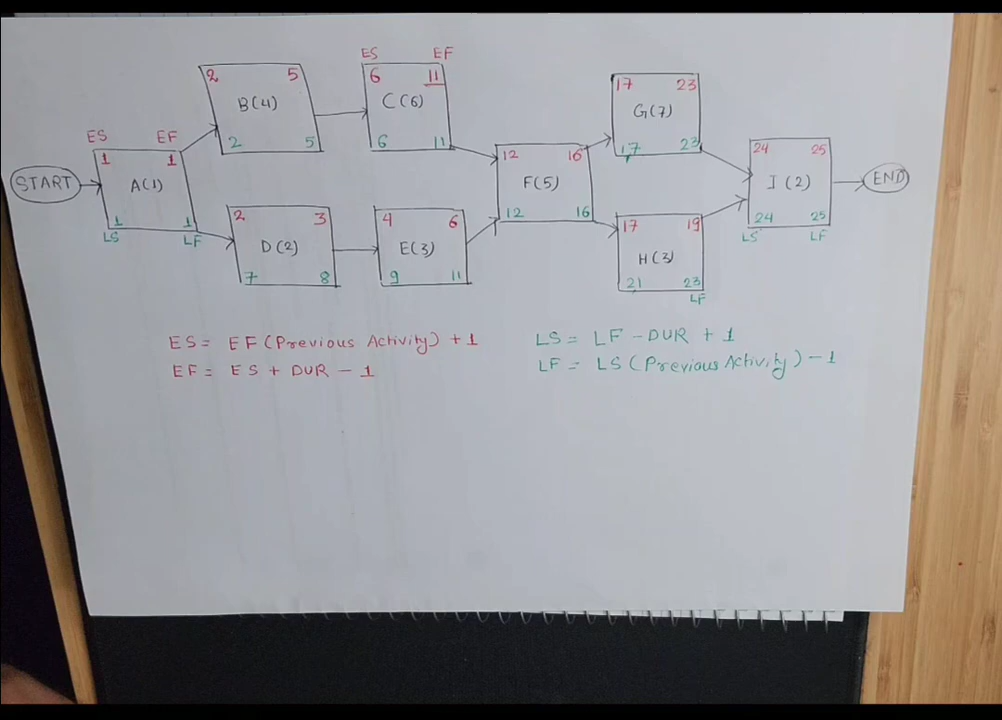 ES EF
2 5
B(4)
2 5
6 11
C(6)
6 11
17 23
G(7)
17 23
ES EF
START
1 1
A(1)
1 1
LS LF
12 16
F(5)
12 16
24 25
I(2)
24 25
LS LF
END
2 3
D(2)
7 8
4 6
E(3)
9 11
17 19
H(3)
21 23
LF
ES = EF (Previous Activity) + 1
EF = ES + DUR - 1
LS = LF - DUR + 1
LF = LS (Previous Activity) - 1